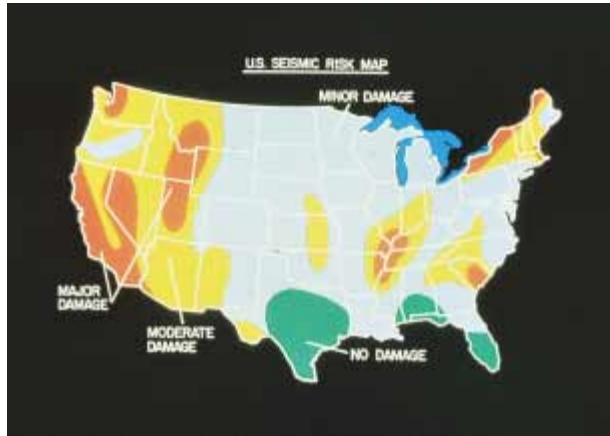 U.S. SEISMIC RISK MAP
MINOR DAMAGE
MAJOR
DAMAGE
MODERATE
DAMAGE
NO DAMAGE